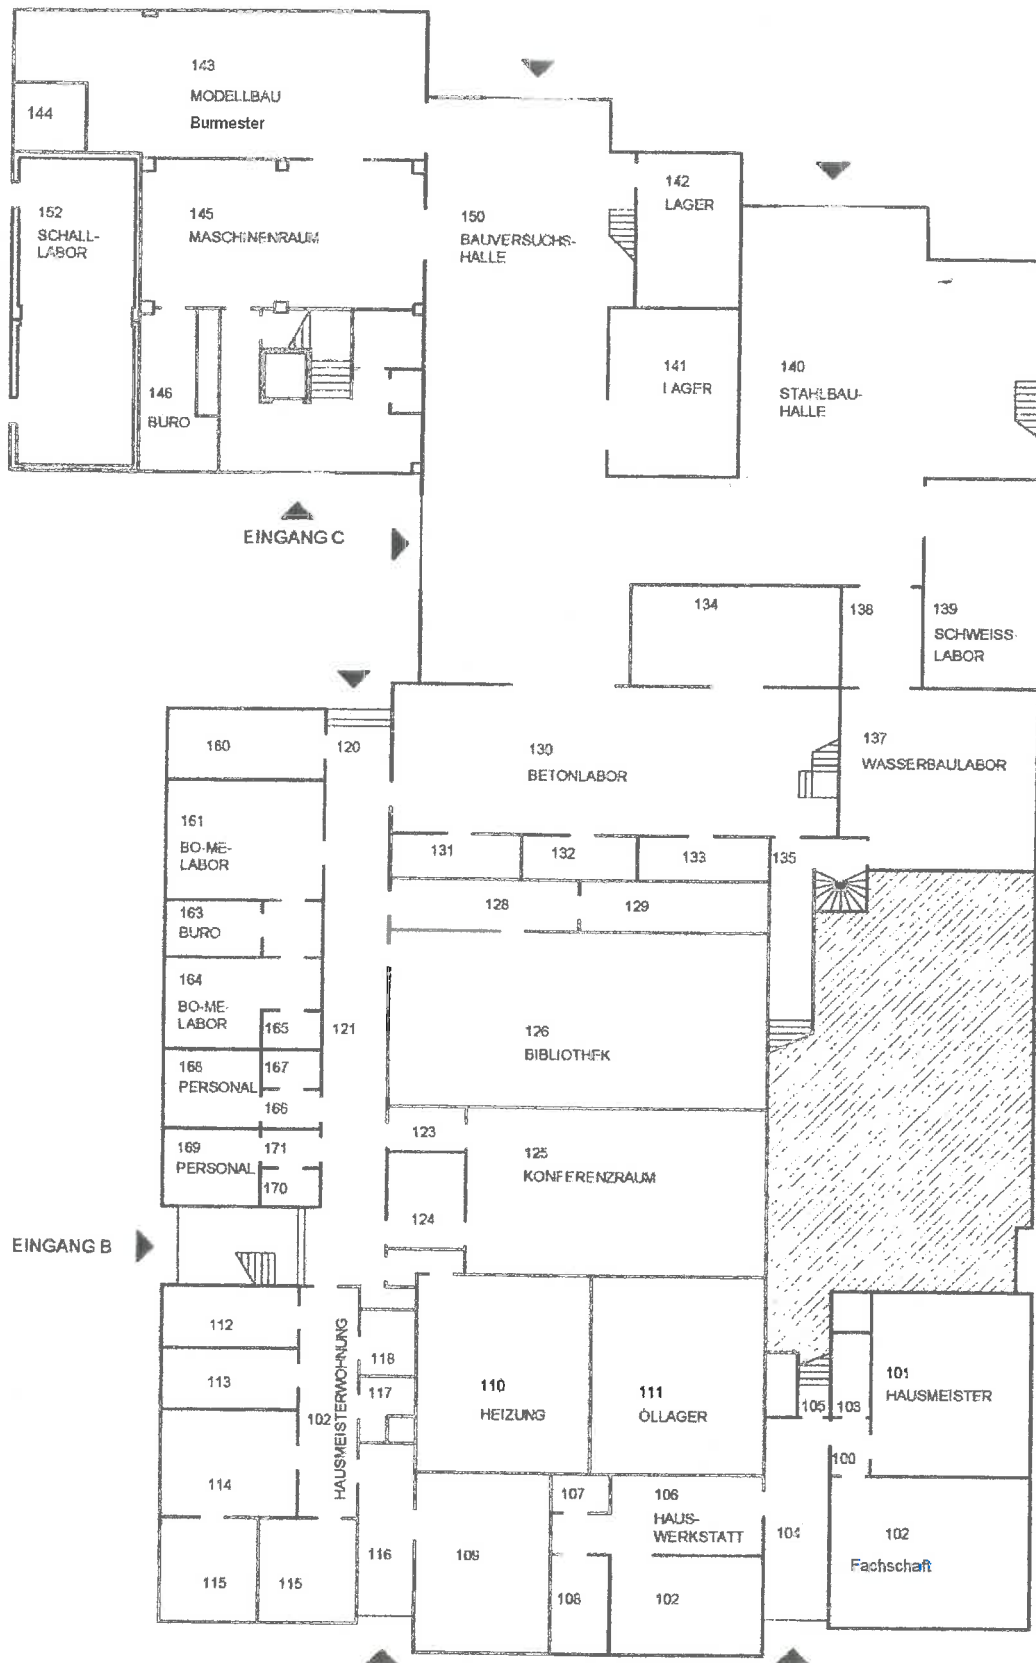 143
MODELLBAU
Burmester
144
142
LAGER
152
SCHALL-
LABOR
145
MASCHINENRAUM
150
BAUVERSUCHS-
HALLE
141
LAGER
140
STAHLBAU-
HALLE
146
BURO
EINGANG C
134
138
139
SCHWEISS-
LABOR
160
120
130
BETONLABOR
137
WASSERBAULABOR
161
BO-ME-
LABOR
131
132
133
135
163
BURO
128
129
164
BO-ME-
LABOR
165
121
126
BIBLIOTHEK
168
PERSONAL
167
166
123
125
KONFERENZRAUM
169
PERSONAL
171
170
124
EINGANG B
112
118
113
117
102
HAUSMEISTERWOHNUNG
110
HEIZUNG
111
ÖLLAGER
101
HAUSMEISTER
105
103
100
114
107
106
HAUS-
WERKSTATT
104
102
Fachschaft
116
109
115
115
108
102